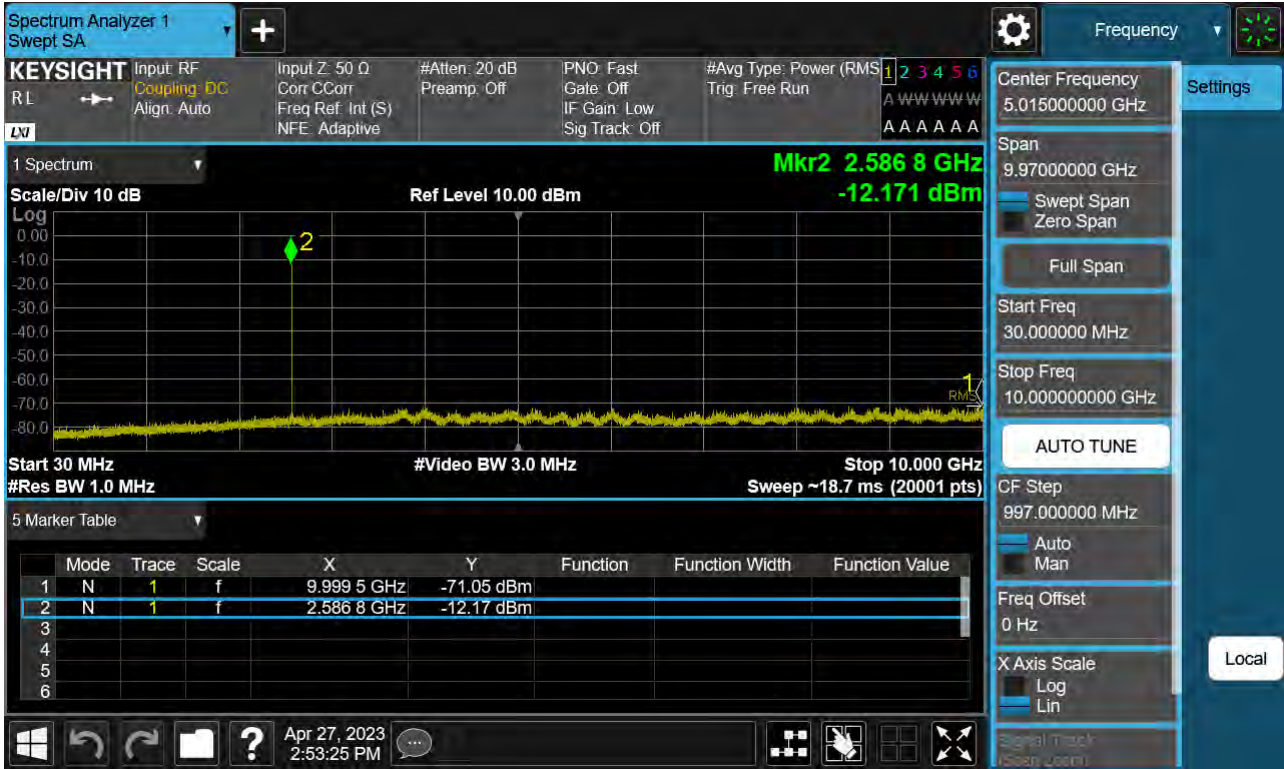 Spectrum Analyzer 1
Swept SA
+
Frequency
KEYSIGHT
RL
LXI
Input: RF
Coupling: DC
Align: Auto
Input Z: 50 Ω
Corr CCorr
Freq Ref: Int (S)
NFE: Adaptive
#Atten: 20 dB
Preamp: Off
PNO: Fast
Gate: Off
IF Gain: Low
Sig Track: Off
#Avg Type: Power (RMS
Trig: Free Run
1 2 3 4 5 6
A W W W W W
A A A A A A
1 Spectrum
Mkr2 2.586 8 GHz
-12.171 dBm
Scale/Div 10 dB
Ref Level 10.00 dBm
Log
0.00
-10.0
-20.0
-30.0
-40.0
-50.0
-60.0
-70.0
-80.0
2
1
RMS
Start 30 MHz
#Video BW 3.0 MHz
Stop 10.000 GHz
#Res BW 1.0 MHz
Sweep ~18.7 ms (20001 pts)
5 Marker Table
Mode Trace Scale X Y Function Function Width Function Value
1 N 1 f 9.999 5 GHz -71.05 dBm
2 N 1 f 2.586 8 GHz -12.17 dBm
3
4
5
6
?
Apr 27, 2023
2:53:25 PM
Center Frequency
5.015000000 GHz
Span
9.97000000 GHz
Swept Span
Zero Span
Full Span
Start Freq
30.000000 MHz
Stop Freq
10.000000000 GHz
AUTO TUNE
CF Step
997.000000 MHz
Auto
Man
Freq Offset
0 Hz
X Axis Scale
Log
Lin
Signal Track
(Span Zoom)
Settings
Local